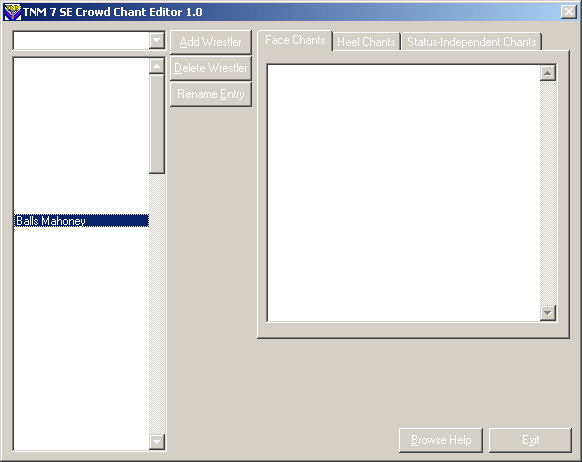 TNM 7 SE Crowd Chant Editor 1.0
Add Wrestler
Delete Wrestler
Rename Entry
Face Chants
Heel Chants
Status-Independent Chants
Balls Mahoney
Browse Help
Exit